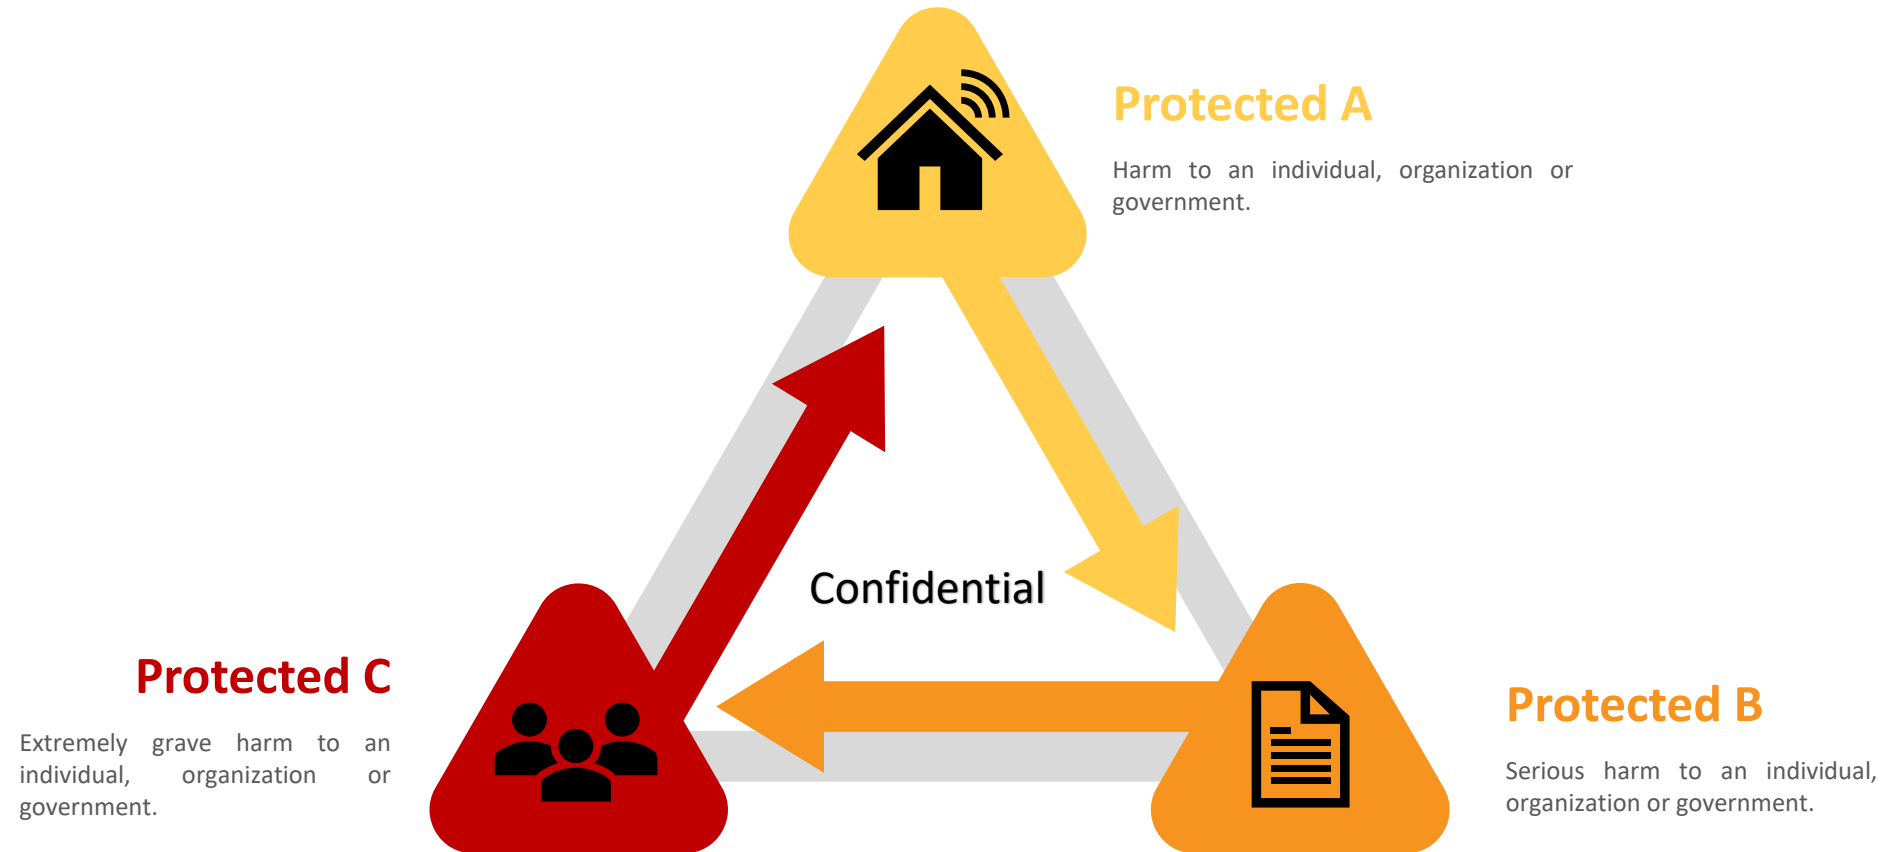 Protected A
Harm to an individual, organization or
government.
Confidential
Protected C
Extremely grave harm to an
individual, organization or
government.
Protected B
Serious harm to an individual,
organization or government.